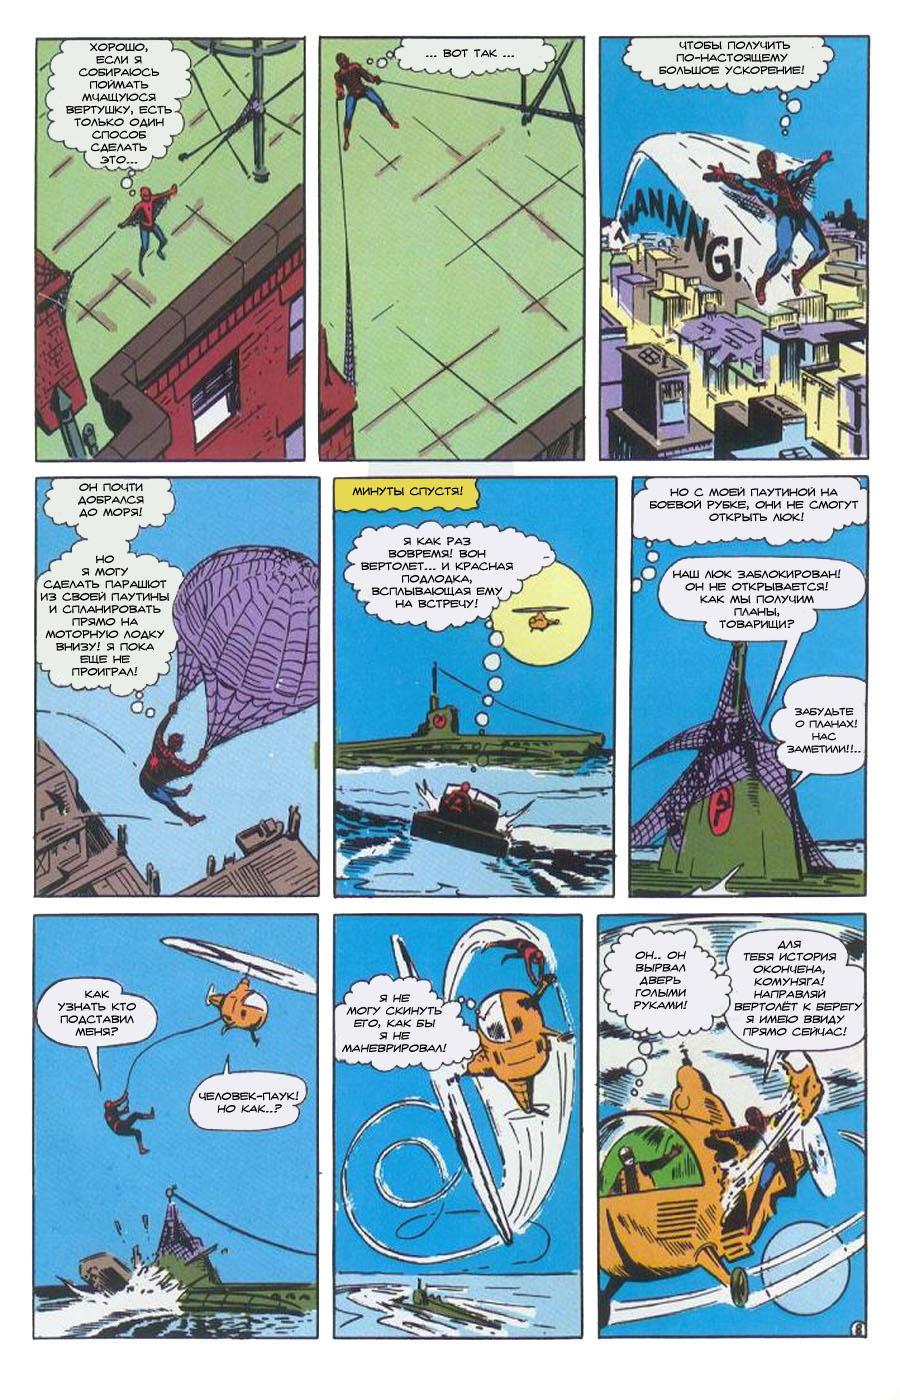 ХОРОШО,
ЕСЛИ Я
СОБИРАЮСЬ
ПОЙМАТЬ
МЧАЩУЮСЯ
ВЕРТУШКУ, ЕСТЬ
ТОЛЬКО ОДИН
СПОСОБ
СДЕЛАТЬ
ЭТО...
... ВОТ ТАК ...
ЧТОБЫ ПОЛУЧИТЬ
ПО-НАСТОЯЩЕМУ
БОЛЬШОЕ УСКОРЕНИЕ!
TWANNNG!
ОН ПОЧТИ
ДОБРАЛСЯ
ДО МОРЯ!
НО
Я МОГУ
СДЕЛАТЬ ПАРАШЮТ
ИЗ СВОЕЙ ПАУТИНЫ
И СПЛАНИРОВАТЬ
ПРЯМО НА
МОТОРНУЮ ЛОДКУ
ВНИЗУ! Я ПОКА
ЕЩЕ НЕ
ПРОИГРАЛ!
МИНУТЫ СПУСТЯ!
Я КАК РАЗ
ВОВРЕМЯ! ВОН
ВЕРТОЛЕТ... И КРАСНАЯ
ПОДЛОДКА,
ВСПЛЫВАЮЩАЯ ЕМУ
НА ВСТРЕЧУ!
НО С МОЕЙ ПАУТИНОЙ НА
БОЕВОЙ РУБКЕ, ОНИ НЕ СМОГУТ
ОТКРЫТЬ ЛЮК!
НАШ ЛЮК ЗАБЛОКИРОВАН!
ОН НЕ ОТКРЫВАЕТСЯ!
КАК МЫ ПОЛУЧИМ
ПЛАНЫ,
ТОВАРИЩИ?
ЗАБУДЬТЕ
О ПЛАНАХ!
НАС
ЗАМЕТИЛИ!!..
КАК
УЗНАТЬ КТО
ПОДСТАВИЛ
МЕНЯ?
ЧЕЛОВЕК-ПАУК!
НО КАК..?
Я НЕ
МОГУ СКИНУТЬ
ЕГО, КАК БЫ
Я НЕ
МАНЕВРИРОВАЛ!
ОН.. ОН
ВЫРВАЛ
ДВЕРЬ
ГОЛЫМИ
РУКАМИ!
ДЛЯ
ТЕБЯ ИСТОРИЯ
ОКОНЧЕНА,
КОМУНЯГА!
НАПРАВЛЯЙ
ВЕРТОЛЁТ К БЕРЕГУ
Я ИМЕЮ ВВИДУ
ПРЯМО СЕЙЧАС!
8